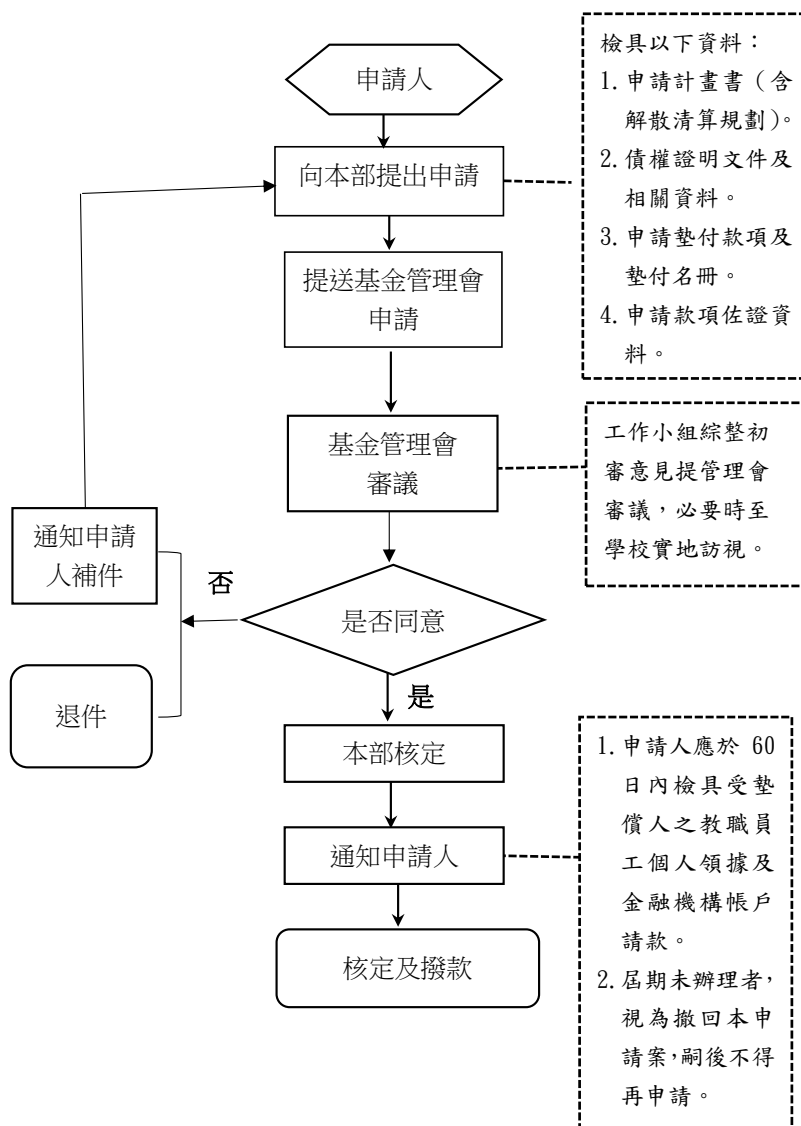 申請人
向本部提出申請
檢具以下資料：
1.申請計畫書（含
解散清算規劃）。
2.債權證明文件及
相關資料。
3.申請墊付款項及
墊付名冊。
4.申請款項佐證資
料。
提送基金管理會
申請
基金管理會
審議
工作小組綜整初
審意見提管理會
審議，必要時至
學校實地訪視。
通知申請
人補件
否
是否同意
退件
是
本部核定
通知申請人
1.申請人應於 60
日內檢具受墊
償人之教職員
工個人領據及
金融機構帳戶
請款。
2.屆期未辦理者，
視為撤回本申
請案，嗣後不得
再申請。
核定及撥款